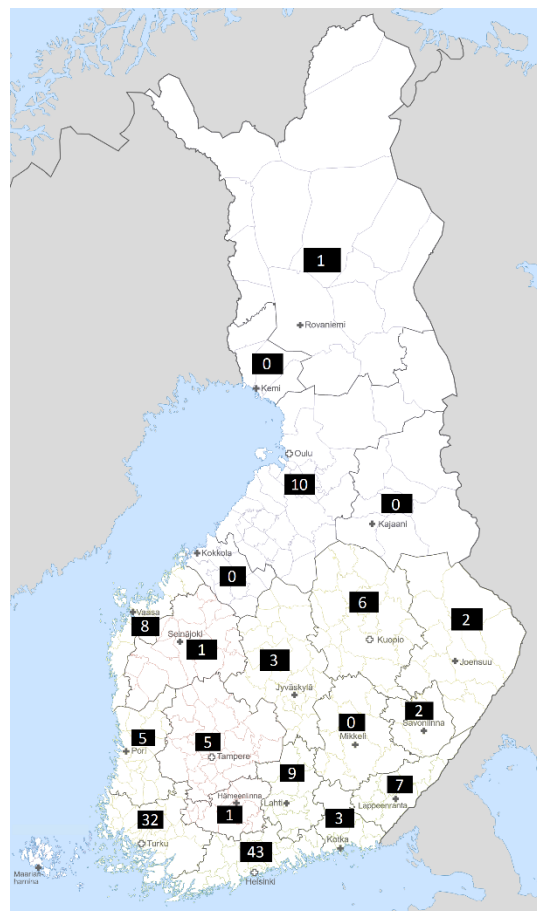 1
Rovaniemi
0
Kemi
Oulu
10
0
Kajaani
Kokkola
0
6
Vaasa
8
Seinäjoki
1
2
Kuopio
3
Joensuu
Jyväskylä
2
Savonlinna
0
Mikkeli
5
Pori
5
Tampere
9
7
Hämeenlinna
Lahti
Lappeenranta
1
3
32
Kotka
Turku
43
Helsinki
Maarian
hamina